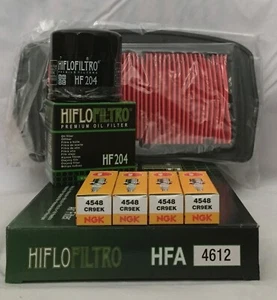 HIFLOFILTRO
HF 204
HIFLOFILTRO
PREMIUM OIL FILTER
HF 204
4548
CR9EK
NGK
4548
CR9EK
NGK
4548
CR9EK
NGK
4548
CR9EK
NGK
HIFLOFILTRO
HFA
4612